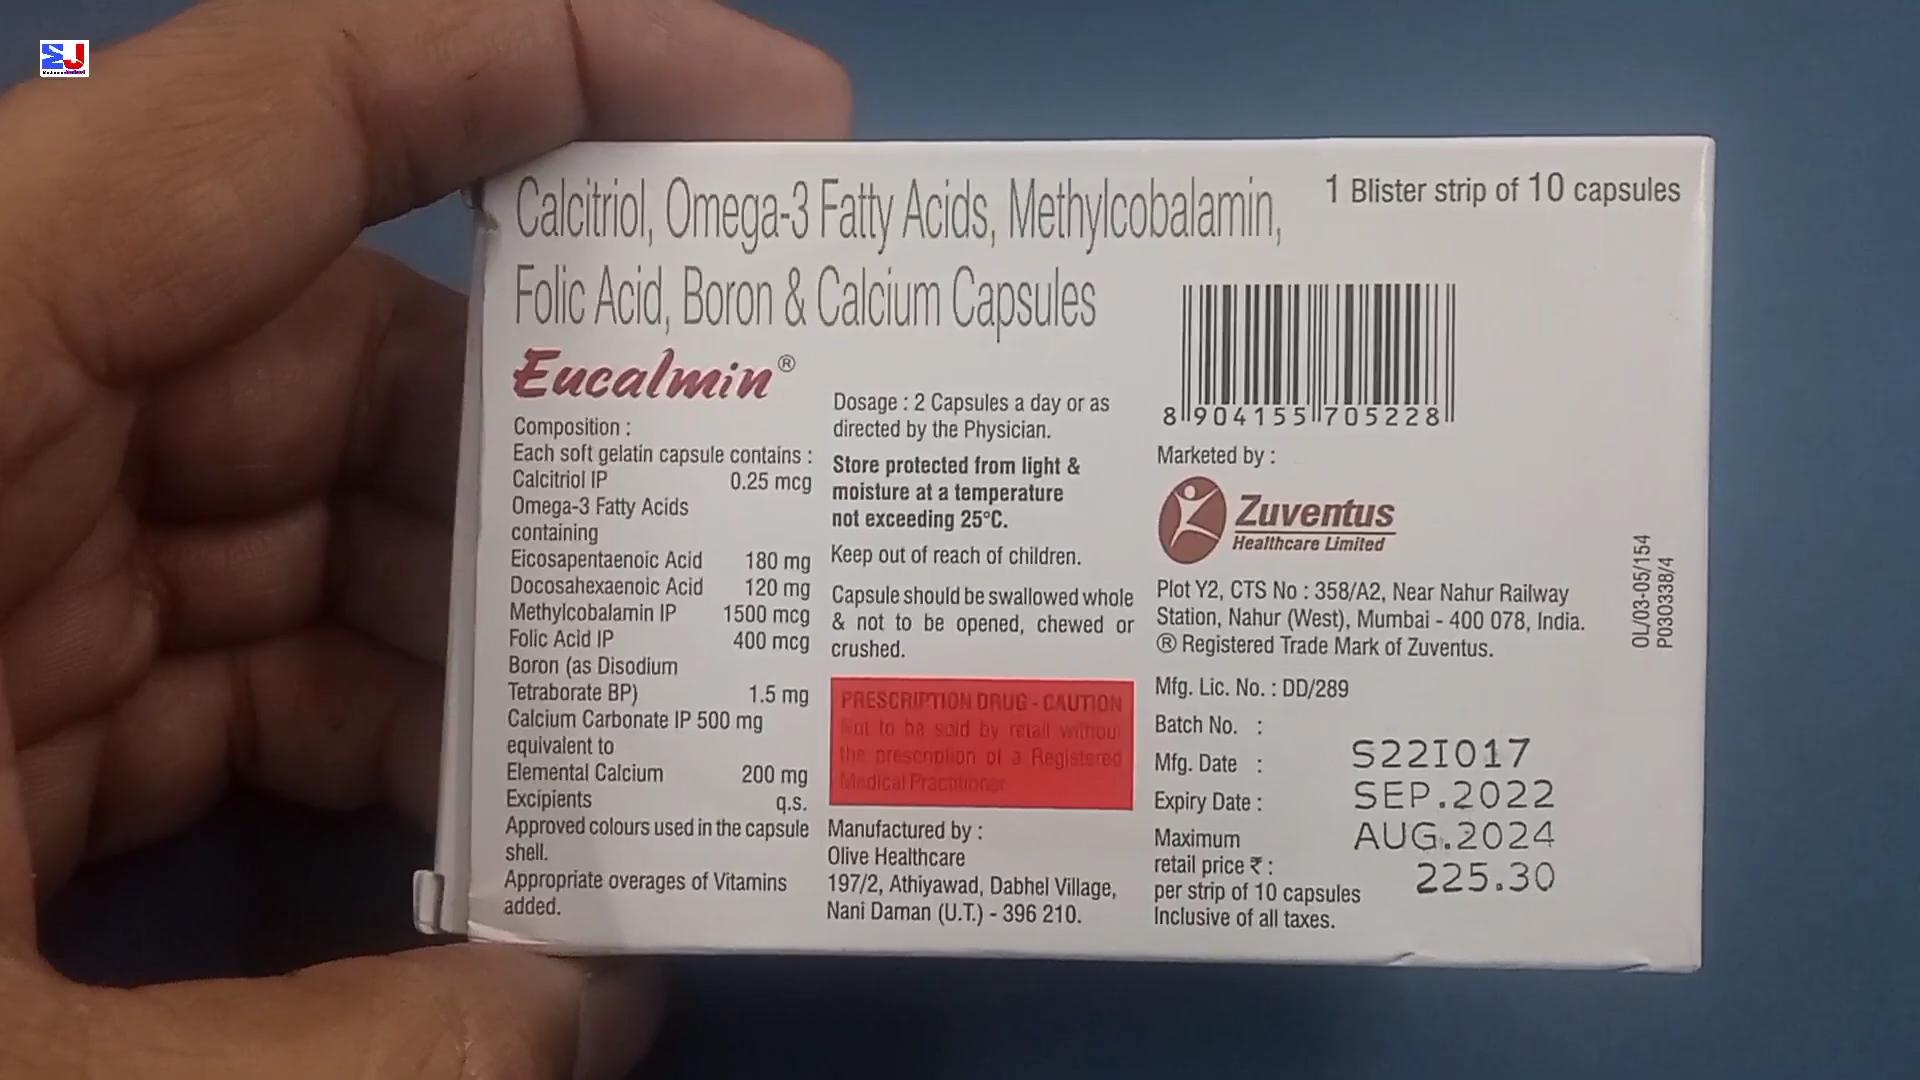 Calcitriol, Omega-3 Fatty Acids, Methylcobalamin,
Folic Acid, Boron & Calcium Capsules
Eucalmin®
Composition :
Each soft gelatin capsule contains :
Calcitriol IP 0.25 mcg
Omega-3 Fatty Acids
containing
Eicosapentaenoic Acid 180 mg
Docosahexaenoic Acid 120 mg
Methylcobalamin IP 1500 mcg
Folic Acid IP 400 mcg
Boron (as Disodium
Tetraborate BP) 1.5 mg
Calcium Carbonate IP 500 mg
equivalent to
Elemental Calcium 200 mg
Excipients q.s.
Approved colours used in the capsule
shell.
Appropriate overages of Vitamins
added.
Dosage : 2 Capsules a day or as
directed by the Physician.
Store protected from light &
moisture at a temperature
not exceeding 25°C.
Keep out of reach of children.
Capsule should be swallowed whole
& not to be opened, chewed or
crushed.
PRESCRIPTION DRUG - CAUTION
Not to be sold by retail without
the prescription of a Registered
Medical Practitioner
Manufactured by :
Olive Healthcare
197/2, Athiyawad, Dabhel Village,
Nani Daman (U.T.) - 396 210.
1 Blister strip of 10 capsules
8 904155 705228
Marketed by :
Zuventus
Healthcare Limited
Plot Y2, CTS No : 358/A2, Near Nahur Railway
Station, Nahur (West), Mumbai - 400 078, India.
® Registered Trade Mark of Zuventus.
Mfg. Lic. No. : DD/289
Batch No. :
S22I017
Mfg. Date :
SEP.2022
Expiry Date :
AUG.2024
Maximum
retail price ₹ :
225.30
per strip of 10 capsules
Inclusive of all taxes.
OL/03-05/154
P030338/4